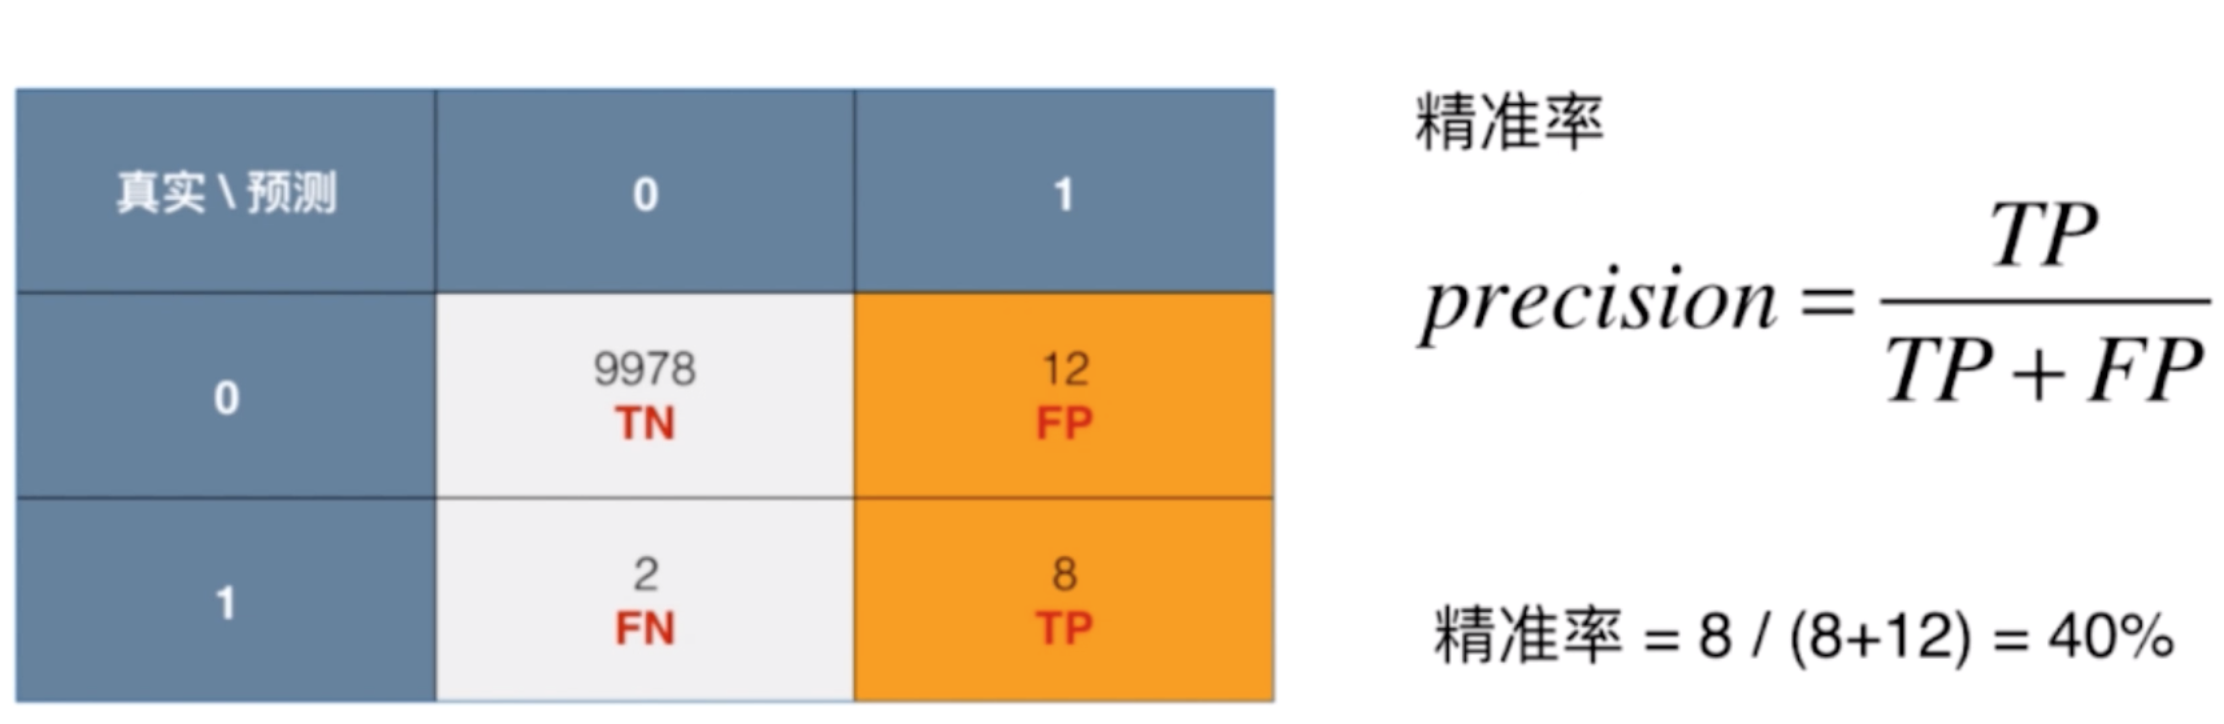 真实 \ 预测 0 1
0 9978 TN 12 FP
1 2 FN 8 TP
精准率
precision = TP / TP + FP
精准率 = 8 / (8+12) = 40%